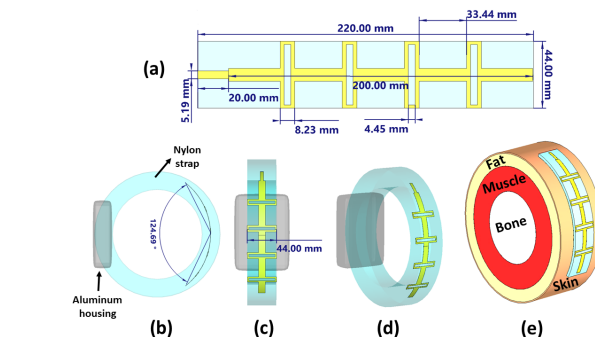 220.00 mm
33.44 mm
(a)
44.00 mm
5.19 mm
20.00 mm
200.00 mm
8.23 mm
4.45 mm
Nylon
strap
124.69 °
Aluminum
housing
44.00 mm
Fat
Muscle
Bone
Skin
(b)
(c)
(d)
(e)